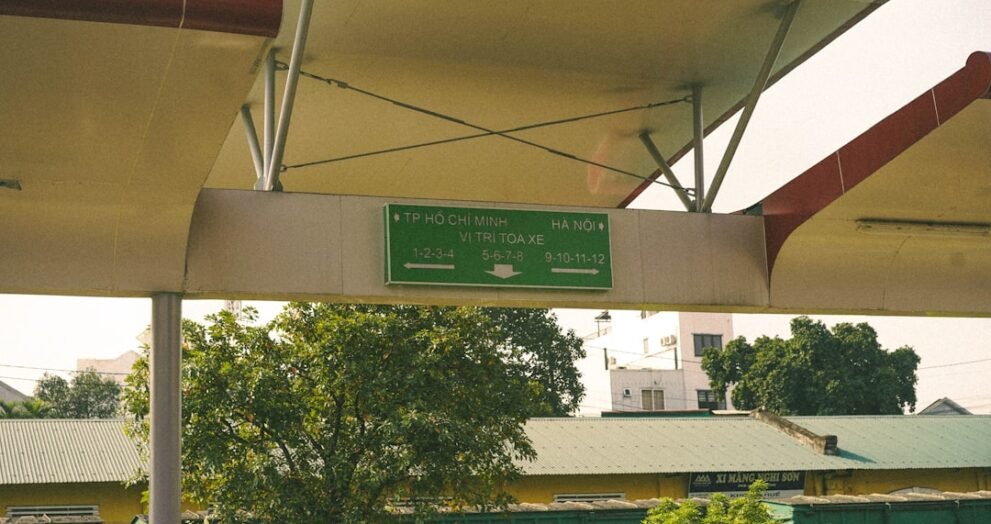 TP HỒ CHÍ MINH HÀ NỘI
VỊ TRÍ TOA XE
1-2-3-4 5-6-7-8 9-10-11-12
XI MĂNG NGHI SƠN